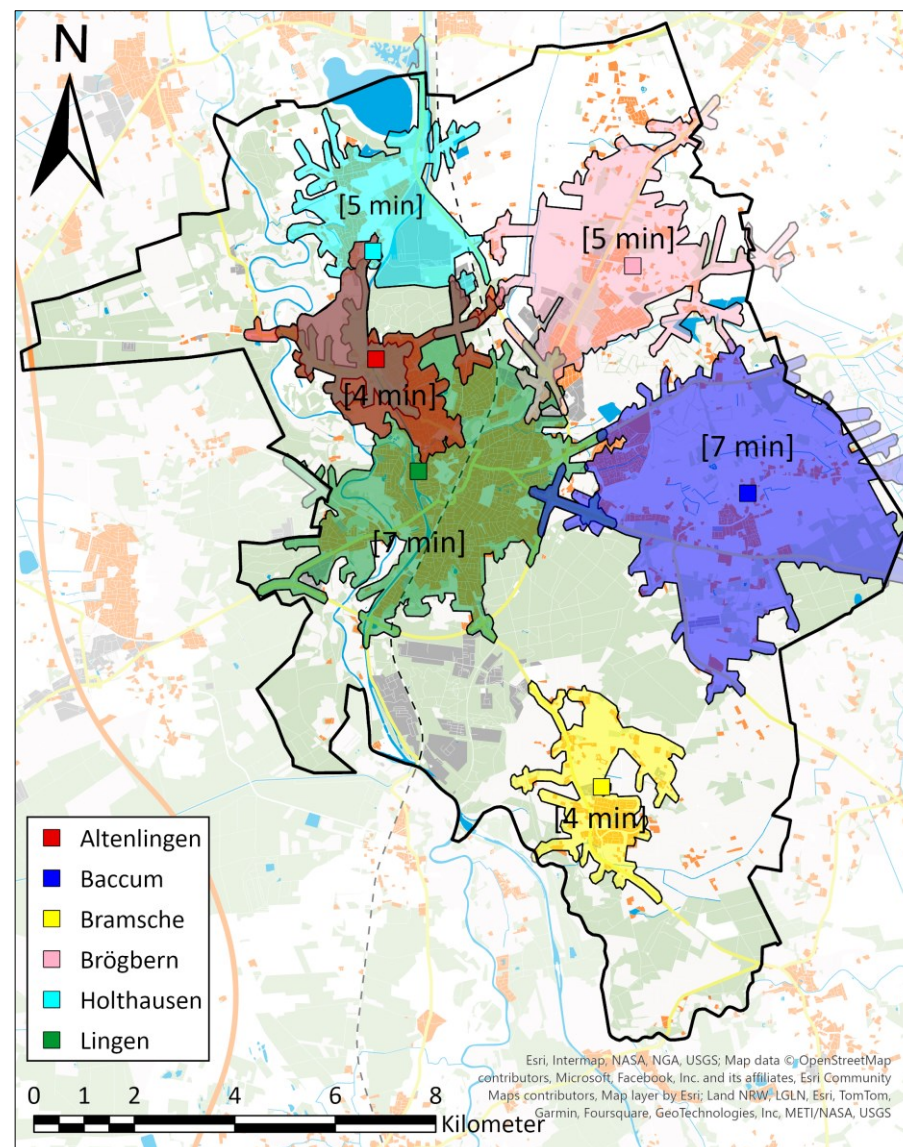 N
[5 min]
[5 min]
[4 min]
[7 min]
[7 min]
[4 min]
Altenlingen
Baccum
Bramsche
Brögbern
Holthausen
Lingen
0 2 4 6 8
Kilometer
Esri, Intermap, NASA, NGA, USGS; Map data © OpenStreetMap
contributors, Microsoft, Facebook, Inc. and its affiliates, Esri Community
Maps contributors, Map layer by Esri; Land NRW, LGLN, Esri, TomTom,
Garmin, Foursquare, GeoTechnologies, Inc, METI/NASA, USGS